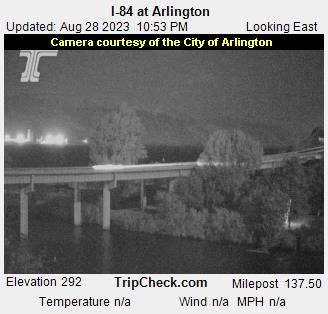 I-84 at Arlington
Updated: Aug 28 2023 10:53 PM Looking East
Camera courtesy of the City of Arlington
Elevation 292 TripCheck.com Milepost 137.50
Temperature n/a Wind n/a MPH n/a